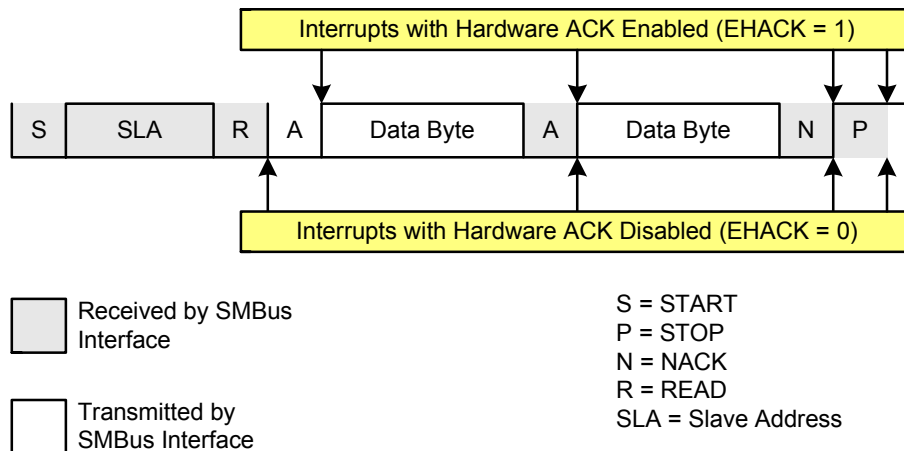 Interrupts with Hardware ACK Enabled (EHACK = 1)
S SLA R A Data Byte A Data Byte N P
Interrupts with Hardware ACK Disabled (EHACK = 0)
Received by SMBus
Interface
Transmitted by
SMBus Interface
S = START
P = STOP
N = NACK
R = READ
SLA = Slave Address